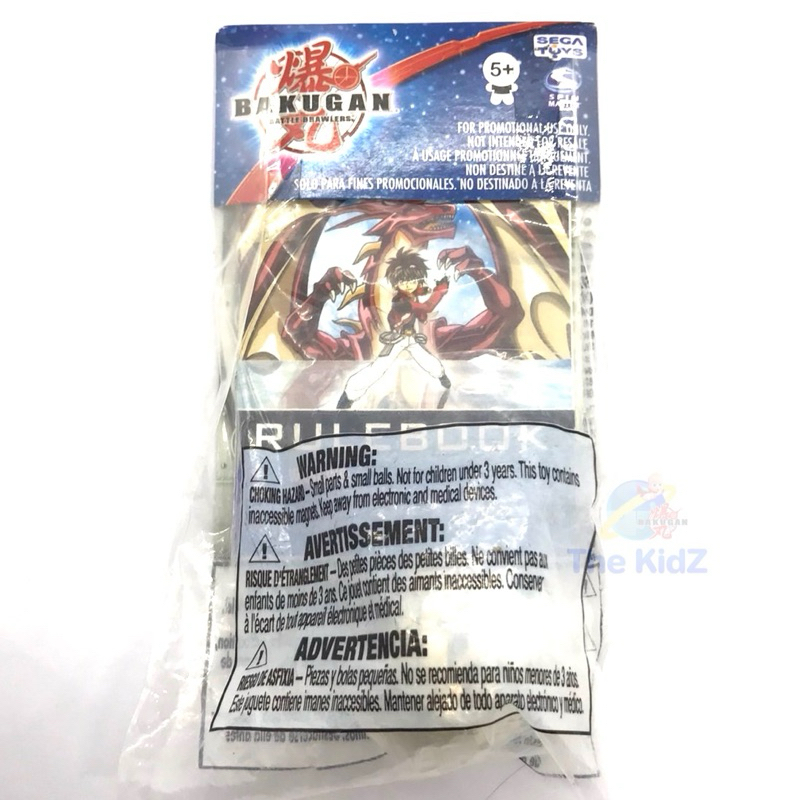 爆
BAKUGAN
BATTLE BRAWLERS
丸
5+
SEGA
TOYS
SPIN
MASTER
FOR PROMOTIONAL USE ONLY.
NOT INTENDED FOR RESALE
A USAGE PROMOTIONNEL UNIQUEMENT.
NON DESTINÉ À LA REVENTE
SOLO PARA FINES PROMOCIONALES. NO DESTINADO A LA REVENTA
RULEBOOK
WARNING:
CHOKING HAZARD – Small parts & small balls. Not for children under 3 years. This toy contains
inaccessible magnets. Keep away from electronic and medical devices.
AVERTISSEMENT:
RISQUE D'ÉTRANGLEMENT – Des petites pièces des petites billes. Ne convient pas aux
enfants de moins de 3 ans. Ce jouet contient des aimants inaccessibles. Conserver
à l'écart de tout appareil électronique et médical.
ADVERTENCIA:
RIESGO DE ASFIXIA – Piezas y bolas pequeñas. No se recomienda para niños menores de 3 años.
Este juguete contiene imanes inaccesibles. Mantener alejado de todo aparato electrónico y médico.
BAKUGAN
The KidZ